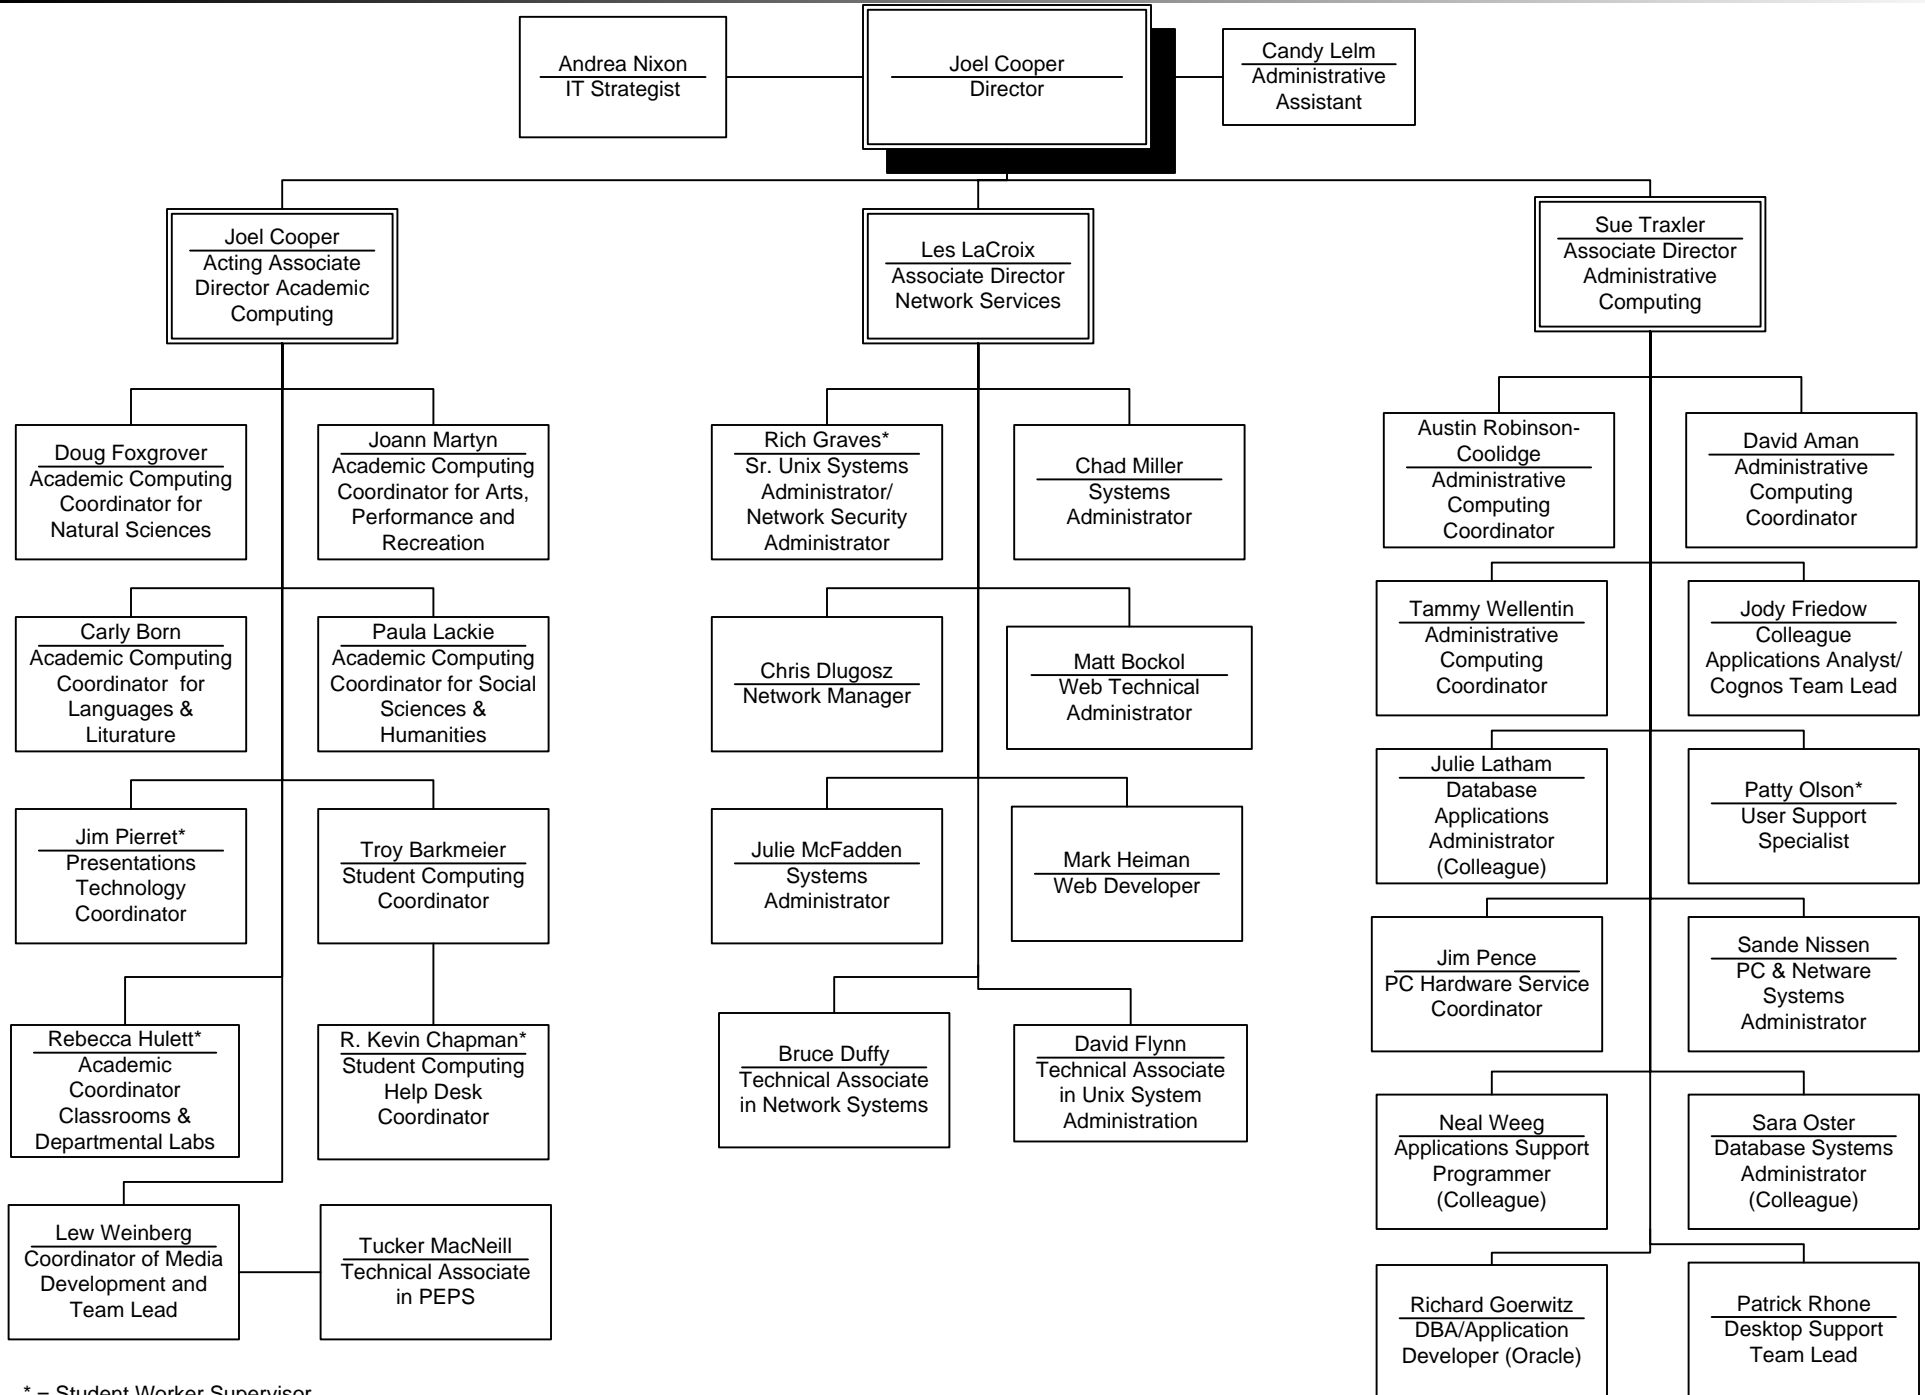 Andrea Nixon
IT Strategist
Joel Cooper
Director
Candy Lelm
Administrative
Assistant
Joel Cooper
Acting Associate
Director Academic
Computing
Les LaCroix
Associate Director
Network Services
Sue Traxler
Associate Director
Administrative
Computing
Doug Foxgrover
Academic Computing
Coordinator for
Natural Sciences
Joann Martyn
Academic Computing
Coordinator for Arts,
Performance and
Recreation
Rich Graves*
Sr. Unix Systems
Administrator/
Network Security
Administrator
Chad Miller
Systems
Administrator
Austin Robinson-
Coolidge
Administrative
Computing
Coordinator
David Aman
Administrative
Computing
Coordinator
Carly Born
Academic Computing
Coordinator for
Languages &
Liturature
Paula Lackie
Academic Computing
Coordinator for Social
Sciences &
Humanities
Chris Dlugosz
Network Manager
Matt Bockol
Web Technical
Administrator
Tammy Wellentin
Administrative
Computing
Coordinator
Jody Friedow
Colleague
Applications Analyst/
Cognos Team Lead
Jim Pierret*
Presentations
Technology
Coordinator
Troy Barkmeier
Student Computing
Coordinator
Julie McFadden
Systems
Administrator
Mark Heiman
Web Developer
Julie Latham
Database
Applications
Administrator
(Colleague)
Patty Olson*
User Support
Specialist
Jim Pence
PC Hardware Service
Coordinator
Sande Nissen
PC & Netware
Systems
Administrator
Rebecca Hulett*
Academic
Coordinator
Classrooms &
Departmental Labs
R. Kevin Chapman*
Student Computing
Help Desk
Coordinator
Bruce Duffy
Technical Associate
in Network Systems
David Flynn
Technical Associate
in Unix System
Administration
Neal Weeg
Applications Support
Programmer
(Colleague)
Sara Oster
Database Systems
Administrator
(Colleague)
Lew Weinberg
Coordinator of Media
Development and
Team Lead
Tucker MacNeill
Technical Associate
in PEPS
Richard Goerwitz
DBA/Application
Developer (Oracle)
Patrick Rhone
Desktop Support
Team Lead
* = Student Worker Supervisor